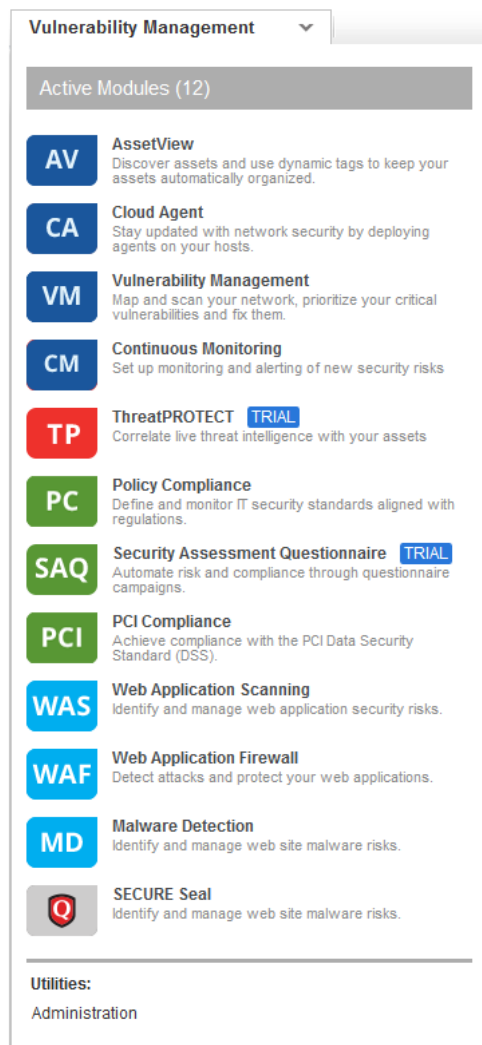 Vulnerability Management
Active Modules (12)
AV
AssetView
Discover assets and use dynamic tags to keep your
assets automatically organized.
CA
Cloud Agent
Stay updated with network security by deploying
agents on your hosts.
VM
Vulnerability Management
Map and scan your network, prioritize your critical
vulnerabilities and fix them.
CM
Continuous Monitoring
Set up monitoring and alerting of new security risks
TP
ThreatPROTECT TRIAL
Correlate live threat intelligence with your assets
PC
Policy Compliance
Define and monitor IT security standards aligned with
regulations.
SAQ
Security Assessment Questionnaire TRIAL
Automate risk and compliance through questionnaire
campaigns.
PCI
PCI Compliance
Achieve compliance with the PCI Data Security
Standard (DSS).
WAS
Web Application Scanning
Identify and manage web application security risks.
WAF
Web Application Firewall
Detect attacks and protect your web applications.
MD
Malware Detection
Identify and manage web site malware risks.
Q
SECURE Seal
Identify and manage web site malware risks.
Utilities:
Administration